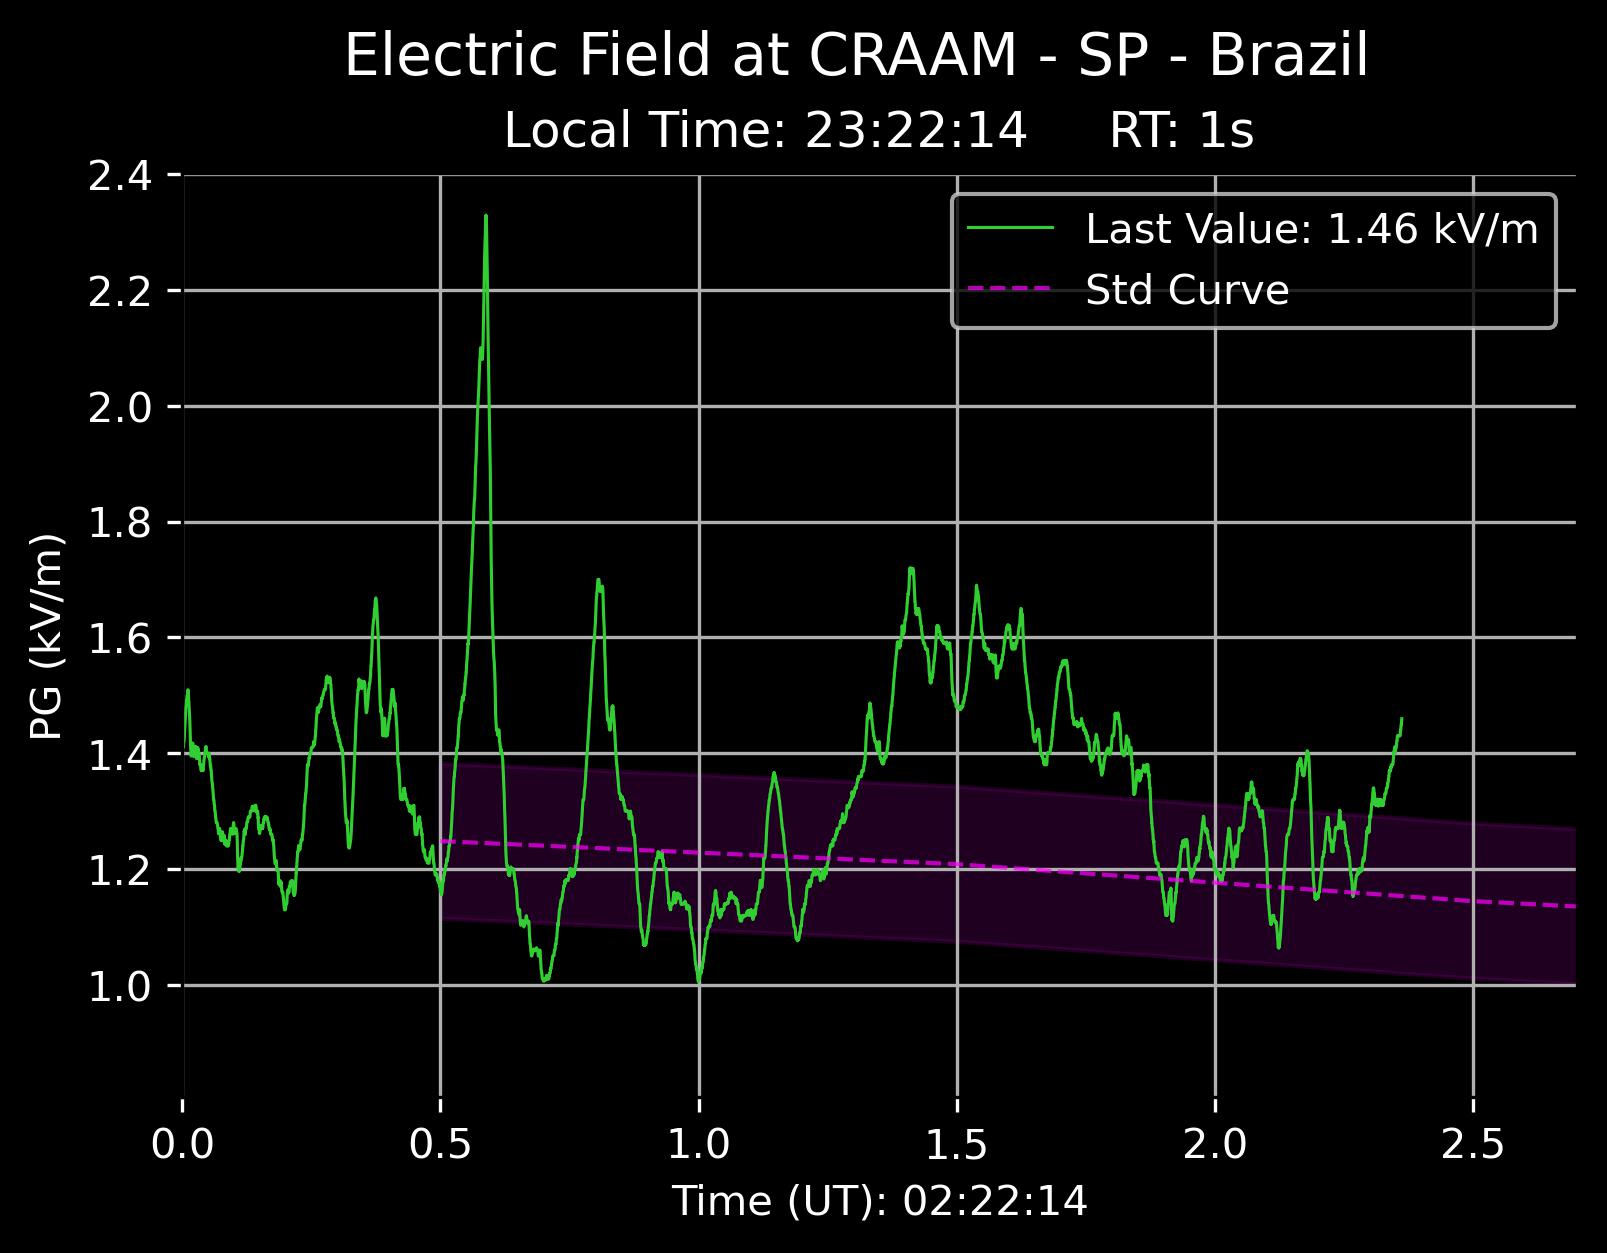 Electric Field at CRAAM - SP - Brazil
Local Time: 23:22:14 RT: 1s
Last Value: 1.46 kV/m
Std Curve
PG (kV/m)
2.4
2.2
2.0
1.8
1.6
1.4
1.2
1.0
0.0 0.5 1.0 1.5 2.0 2.5
Time (UT): 02:22:14